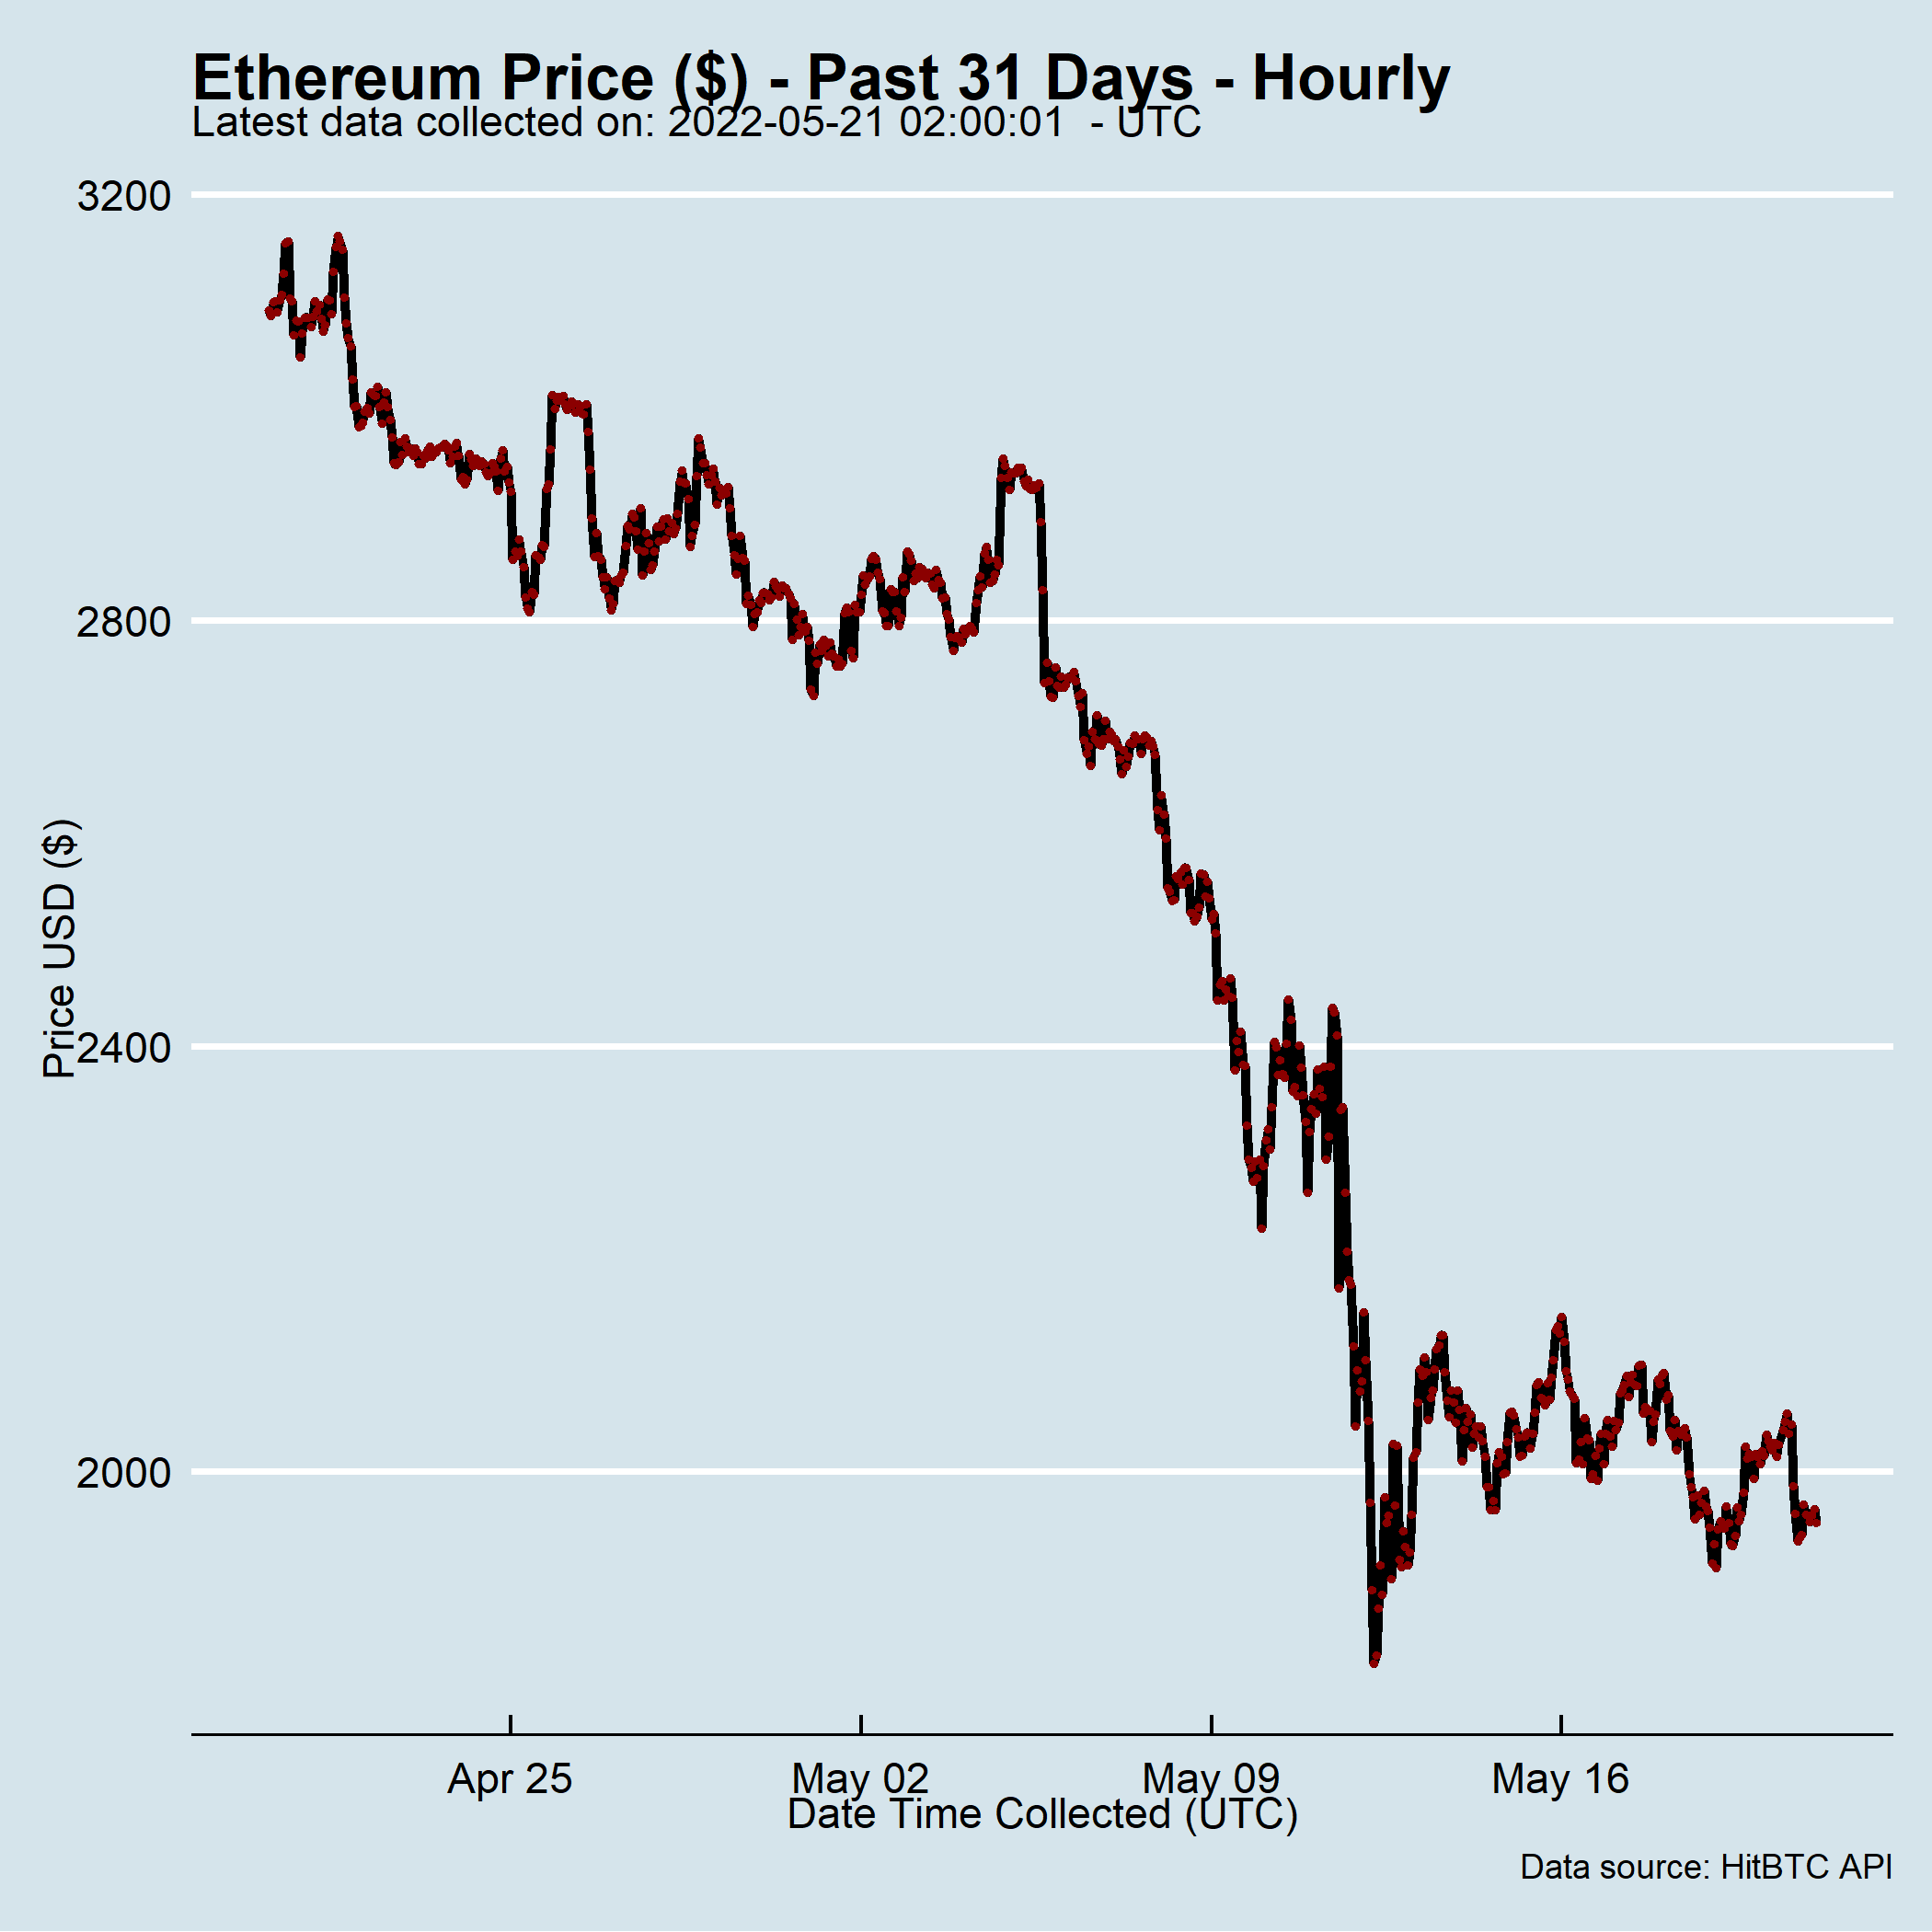 Ethereum Price ($) - Past 31 Days - Hourly
Latest data collected on: 2022-05-21 02:00:01  - UTC
3200
2800
2400
2000
Price USD ($)
Apr 25
May 02
May 09
May 16
Date Time Collected (UTC)
Data source: HitBTC API